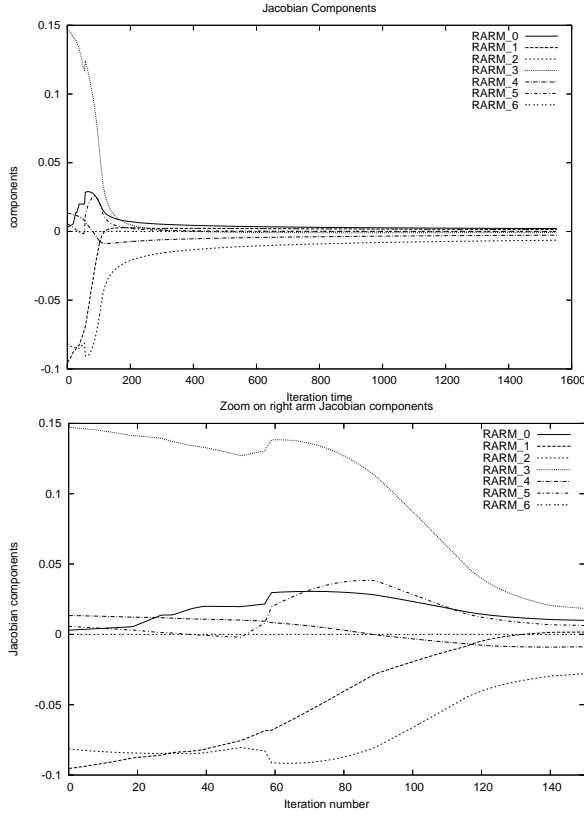 Jacobian Components
0.15
0.1
0.05
0
-0.05
-0.1
components
RARM_0
RARM_1
RARM_2
RARM_3
RARM_4
RARM_5
RARM_6
0 200 400 600 800 1000 1200 1400 1600
Iteration time
Zoom on right arm Jacobian components
0.15
0.1
0.05
0
-0.05
-0.1
Jacobian components
RARM_0
RARM_1
RARM_2
RARM_3
RARM_4
RARM_5
RARM_6
0 20 40 60 80 100 120 140
Iteration number